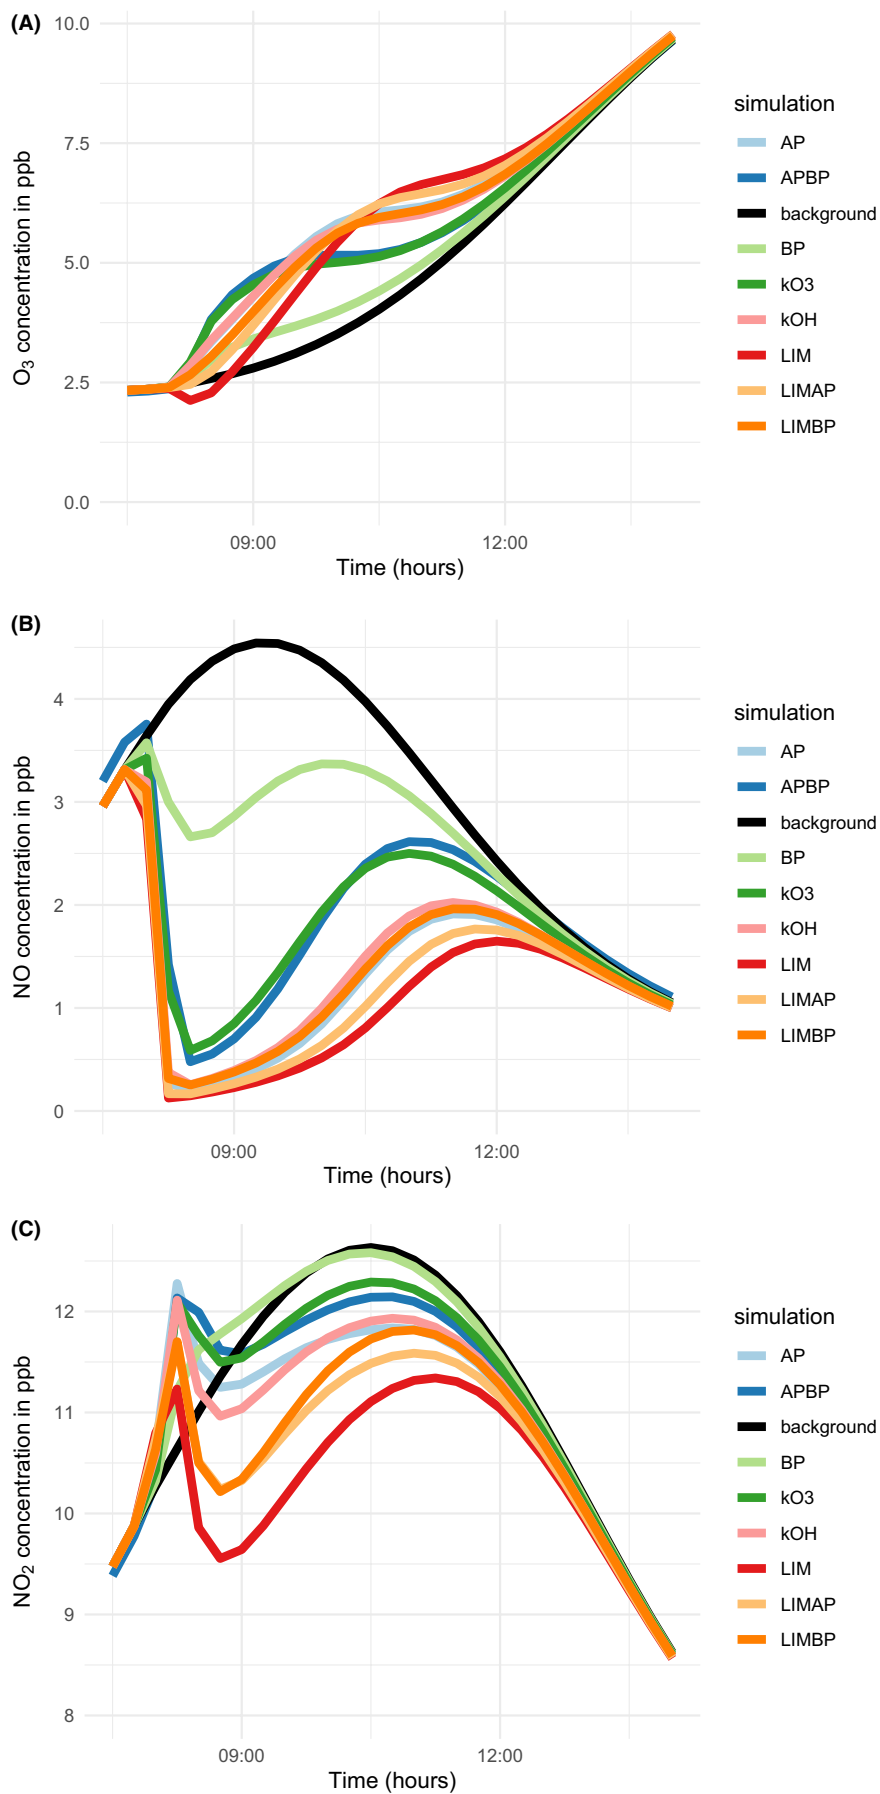 (A)
10.0
7.5
5.0
2.5
0.0
O3 concentration in ppb
09:00
12:00
Time (hours)
simulation
AP
APBP
background
BP
kO3
kOH
LIM
LIMAP
LIMBP
(B)
4
3
2
1
0
NO concentration in ppb
09:00
12:00
Time (hours)
simulation
AP
APBP
background
BP
kO3
kOH
LIM
LIMAP
LIMBP
(C)
12
11
10
9
8
NO2 concentration in ppb
09:00
12:00
Time (hours)
simulation
AP
APBP
background
BP
kO3
kOH
LIM
LIMAP
LIMBP